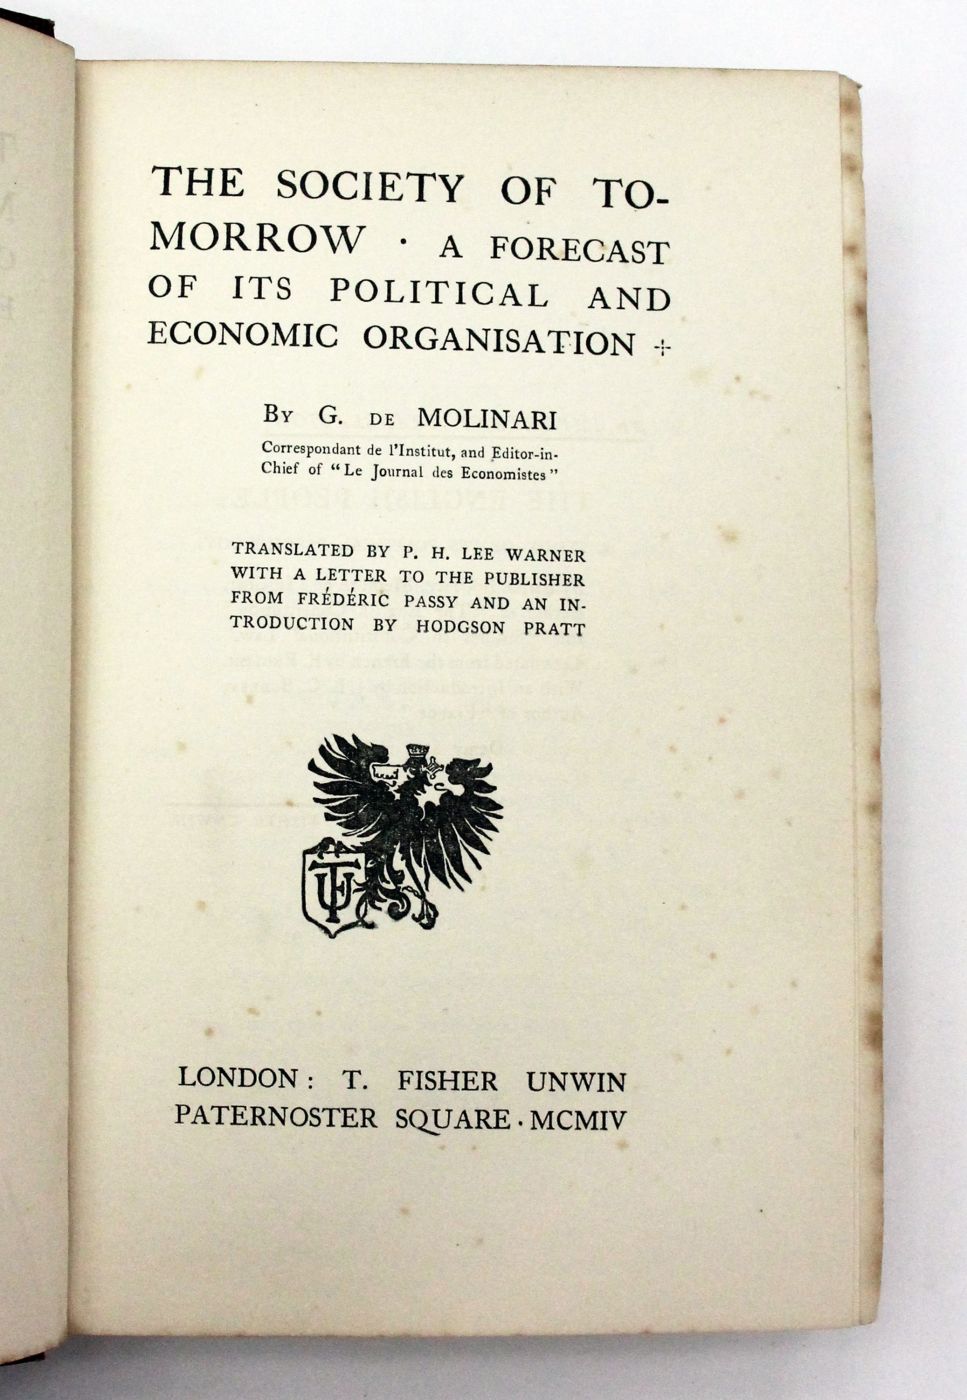 THE SOCIETY OF TO-
MORROW · A FORECAST
OF ITS POLITICAL AND
ECONOMIC ORGANISATION
By G. DE MOLINARI
Correspondant de l'Institut, and Editor-in-
Chief of "Le Journal des Economistes"
TRANSLATED BY P. H. LEE WARNER
WITH A LETTER TO THE PUBLISHER
FROM FRÉDÉRIC PASSY AND AN IN-
TRODUCTION BY HODGSON PRATT
TFU
LONDON: T. FISHER UNWIN
PATERNOSTER SQUARE · MCMIV